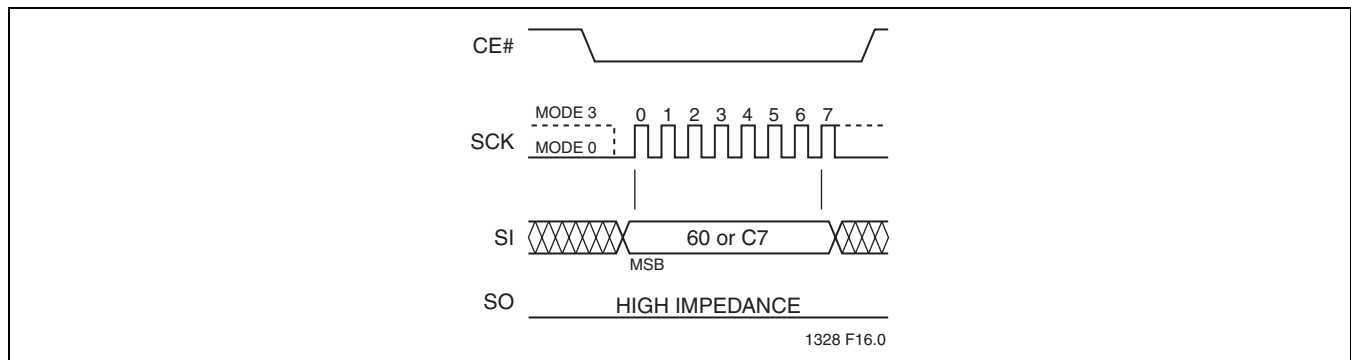 CE#
MODE 3
0 1 2 3 4 5 6 7
SCK
MODE 0
SI
60 or C7
MSB
SO
HIGH IMPEDANCE
1328 F16.0